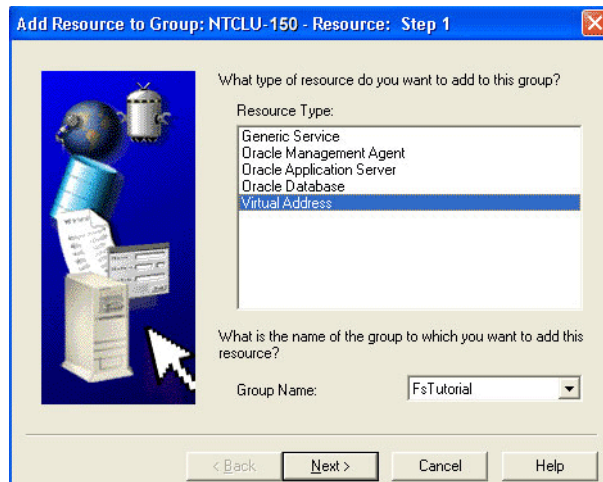 Add Resource to Group: NTCLU-150 - Resource: Step 1
What type of resource do you want to add to this group?
Resource Type:
Generic Service
Oracle Management Agent
Oracle Application Server
Oracle Database
Virtual Address
What is the name of the group to which you want to add this
resource?
Group Name:
FsTutorial
< Back
Next >
Cancel
Help